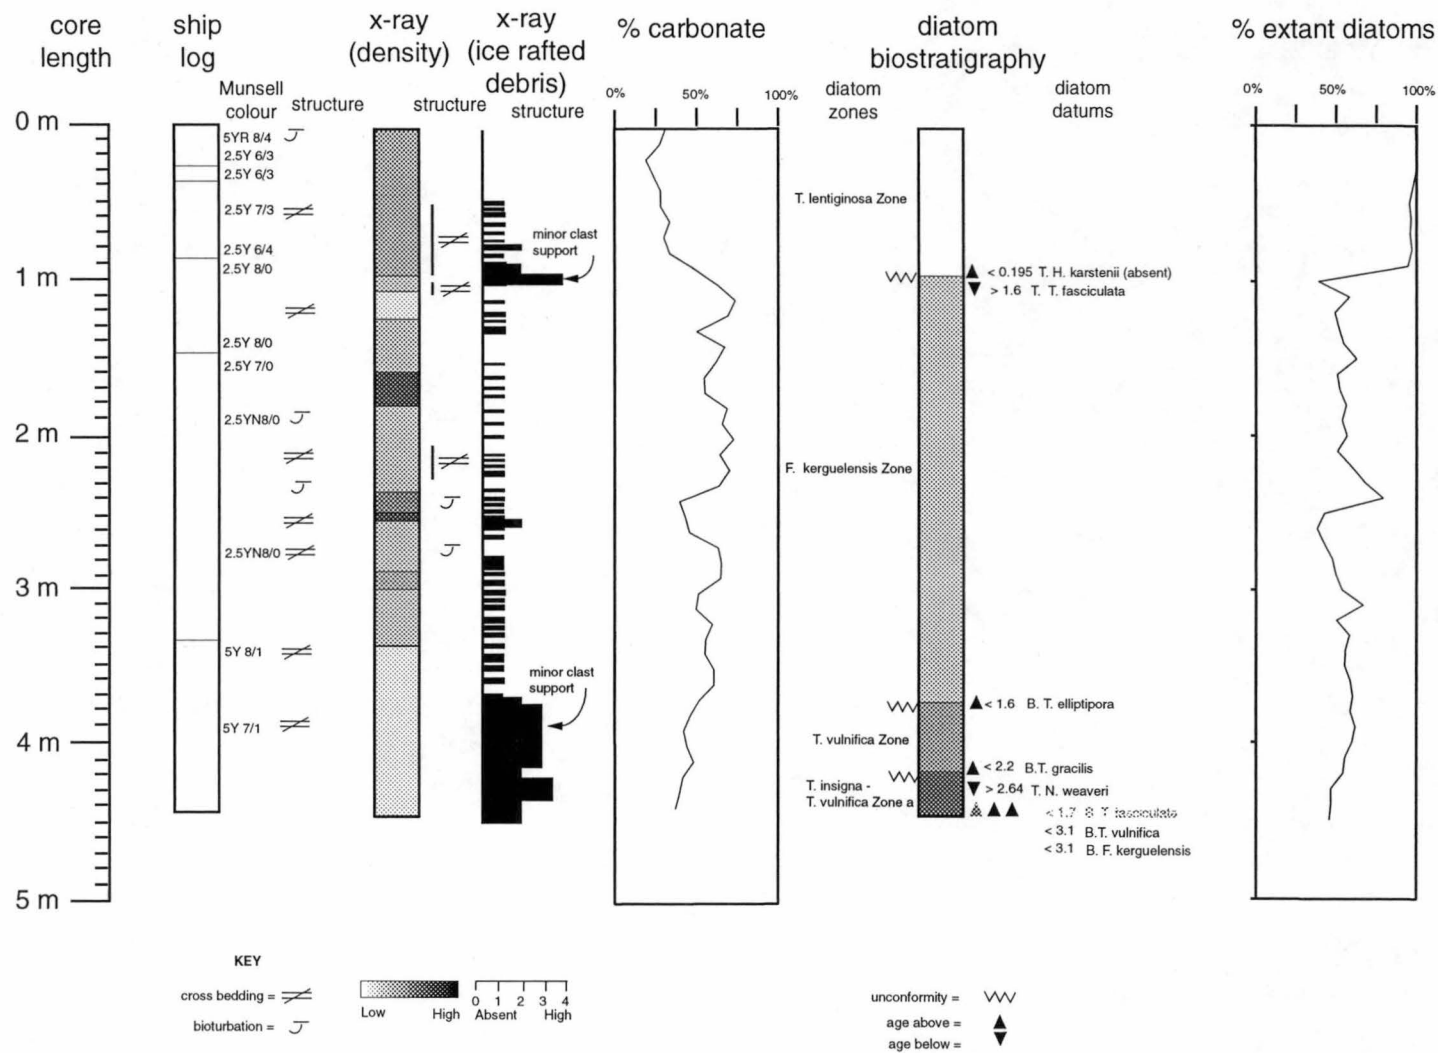 core length
ship log
x-ray (density)
x-ray (ice rafted debris)
% carbonate
diatom biostratigraphy
% extant diatoms
Munsell colour
structure
structure
structure
0% 50% 100%
diatom zones
diatom datums
0% 50% 100%
0 m
1 m
2 m
3 m
4 m
5 m
5YR 8/4
2.5Y 6/3
2.5Y 6/3
2.5Y 7/3
2.5Y 6/4
2.5Y 8/0
2.5Y 8/0
2.5Y 7/0
2.5YN8/0
2.5YN8/0
5Y 8/1
5Y 7/1
minor clast support
minor clast support
T. lentiginosa Zone
F. kerguelensis Zone
T. vulnifica Zone
T. insigna -
T. vulnifica Zone a
< 0.195 T. H. karstenii (absent)
> 1.6 T. T. fasciculata
< 1.6 B. T. elliptipora
< 2.2 B.T. gracilis
> 2.64 T. N. weaveri
< 1.7 B. T. fasciculata
< 3.1 B.T. vulnifica
< 3.1 B. F. kerguelensis
KEY
cross bedding =
bioturbation =
Low High
0 1 2 3 4
Absent High
unconformity =
age above =
age below =